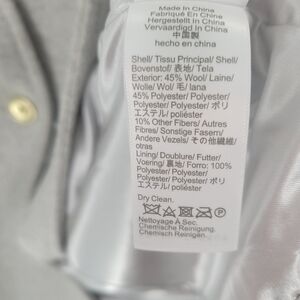 Made In China
Fabriqué En China
Hergestellt In China
Vervaardigd In China
中国製
hecho en china
Shell/ Tissu Principal/ Shell/
Bovenstof/ 表地/ Tela
Exterior: 45% Wool/ Laine/
Wolle/ Wol/ 毛/ lana
45% Polyester/ Polyester/
Polyester/ Polyester/ ポリ
エステル/ poliéster
10% Other Fibers/ Autres
Fibres/ Sonstige Fasern/
Andere Vezels/ その他繊維/
otras
Lining/ Doublure/ Futter/
Voering/ 裏地/ Forro: 100%
Polyester/ Polyester/
Polyester/ Polyester/ ポリ
エステル/ poliéster
Dry Clean.
Nettoyage À Sec.
Chemische Reinigung.
Chemisch Reinigen.